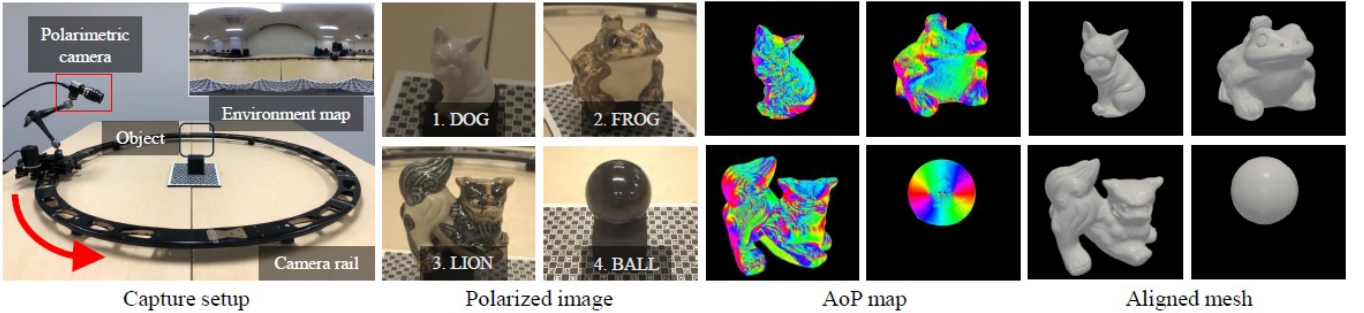 Polarimetric
camera
Environment map
Object
Camera rail
1. DOG
2. FROG
3. LION
4. BALL
Capture setup
Polarized image
AoP map
Aligned mesh